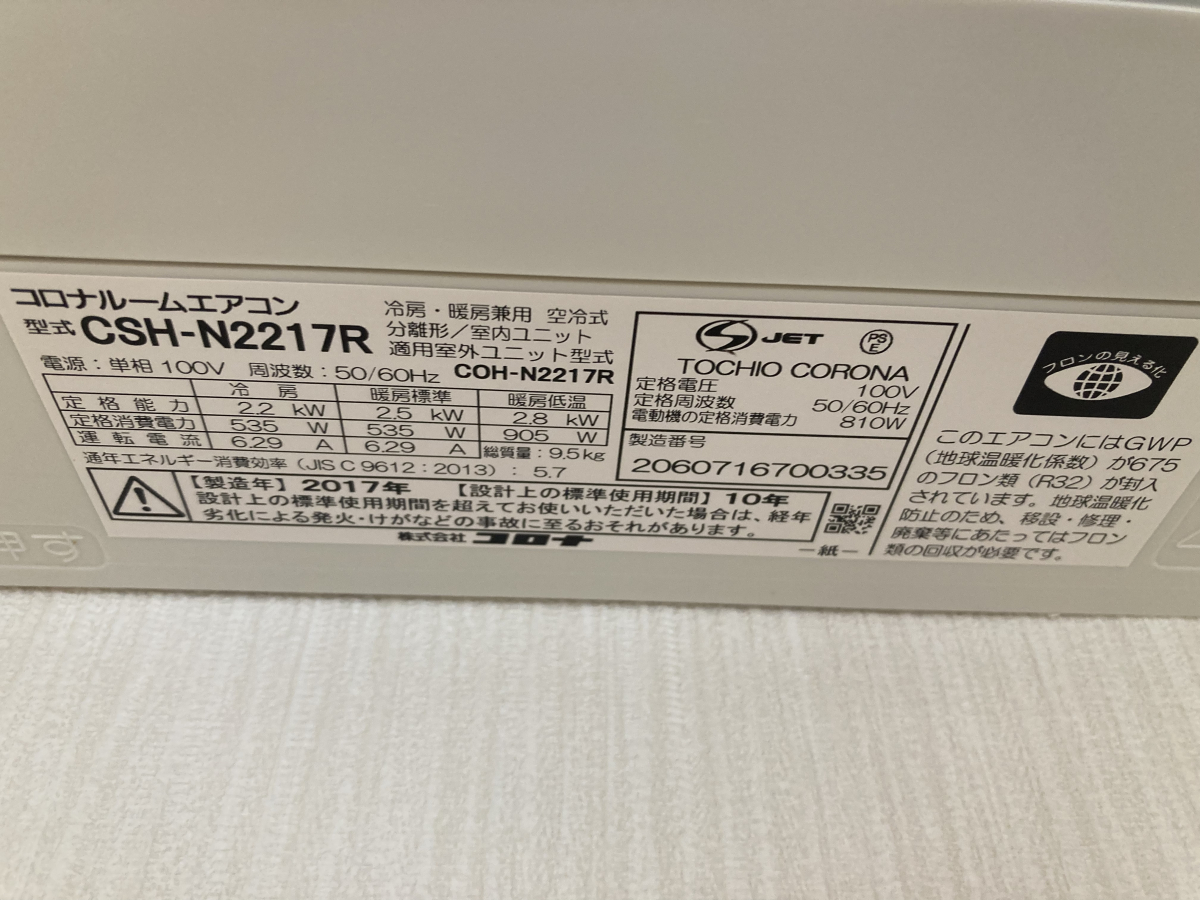 コロナルームエアコン
型式 CSH-N2217R
電源:単相 100V 周波数:50/60Hz
冷房・暖房兼用 空冷式
分離形/室内ユニット
適用室外ユニット型式
COH-N2217R
冷房 暖房標準 暖房低温
定格能力 2.2 kW 2.5 kW 2.8 kW
定格消費電力 535 W 535 W 905 W
運転電流 6.29 A 6.29 A 総質量:9.5kg
通年エネルギー消費効率(JIS C 9612:2013):5.7
【製造年】2017年 【設計上の標準使用期間】10年
設計上の標準使用期間を超えてお使いいただいた場合は、経年
劣化による発火・けがなどの事故に至るおそれがあります。
株式会社 コロナ
JET
PS
E
TOCHIO CORONA
定格電圧 100V
定格周波数 50/60Hz
電動機の定格消費電力 810W
製造番号
2060716700335
-紙-
フロンの見える化
このエアコンにはGWP
(地球温暖化係数)が675
のフロン類(R32)が封入
されています。地球温暖化
防止のため、移設・修理・
廃棄等にあたってはフロン
類の回収が必要です。
押す